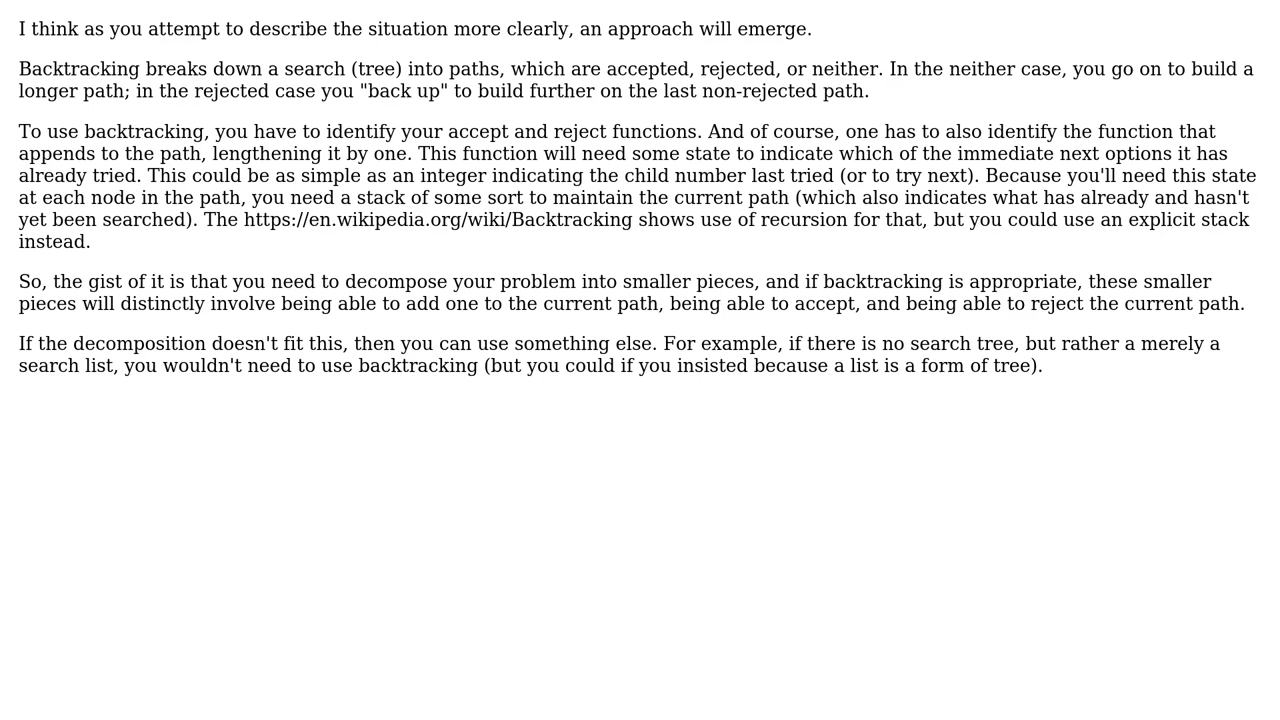 I think as you attempt to describe the situation more clearly, an approach will emerge.
Backtracking breaks down a search (tree) into paths, which are accepted, rejected, or neither. In the neither case, you go on to build a
longer path; in the rejected case you "back up" to build further on the last non-rejected path.
To use backtracking, you have to identify your accept and reject functions. And of course, one has to also identify the function that
appends to the path, lengthening it by one. This function will need some state to indicate which of the immediate next options it has
already tried. This could be as simple as an integer indicating the child number last tried (or to try next). Because you'll need this state
at each node in the path, you need a stack of some sort to maintain the current path (which also indicates what has already and hasn't
yet been searched). The https://en.wikipedia.org/wiki/Backtracking shows use of recursion for that, but you could use an explicit stack
instead.
So, the gist of it is that you need to decompose your problem into smaller pieces, and if backtracking is appropriate, these smaller
pieces will distinctly involve being able to add one to the current path, being able to accept, and being able to reject the current path.
If the decomposition doesn't fit this, then you can use something else. For example, if there is no search tree, but rather a merely a
search list, you wouldn't need to use backtracking (but you could if you insisted because a list is a form of tree).